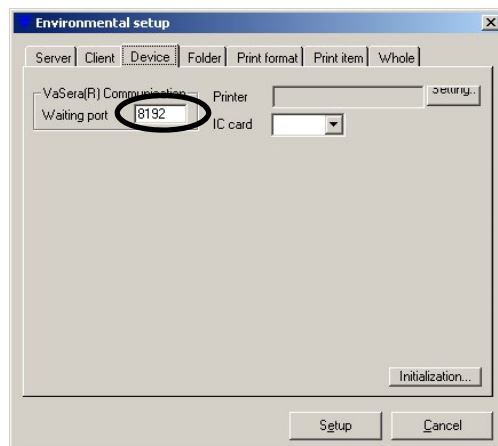 Environmental setup
Server Client Device Folder Print format Print item Whole
VaSera(R) Communication
Waiting port 8192
Printer Setting..
IC card
Initialization...
Setup Cancel